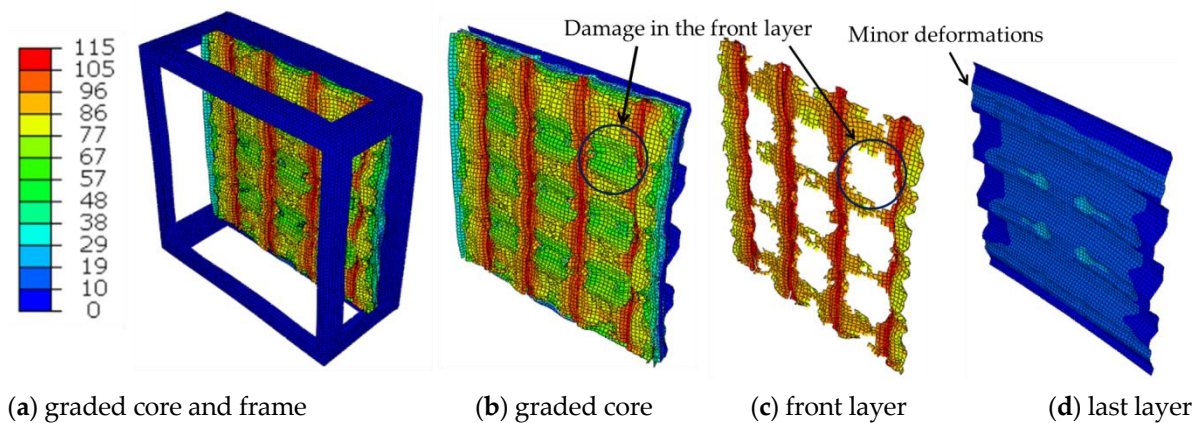 115
105
96
86
77
67
57
48
38
29
19
10
0
Damage in the front layer
Minor deformations
(a) graded core and frame
(b) graded core
(c) front layer
(d) last layer